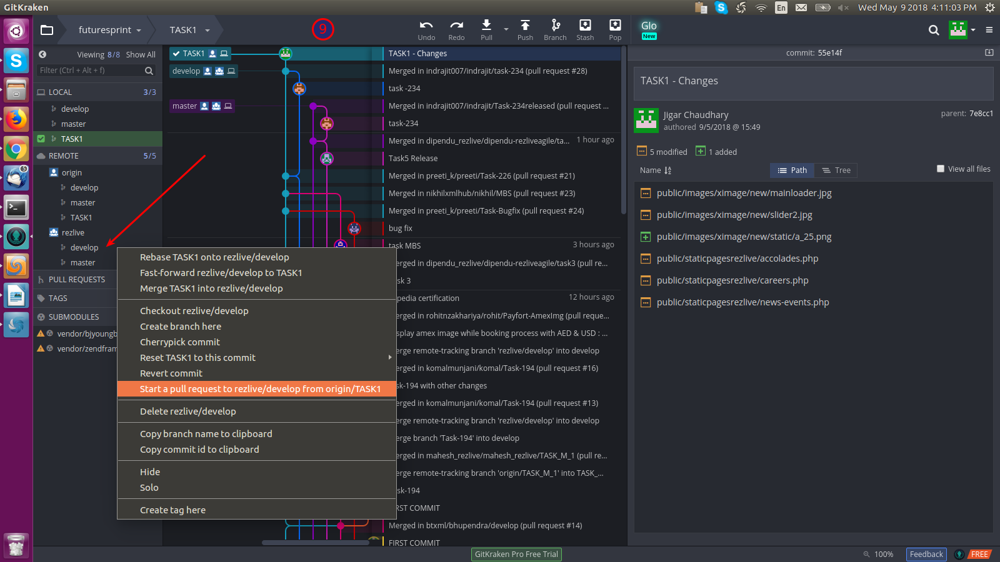 GitKraken
En
Wed May 9 2018 4:11:03 PM
futuresprint
TASK1
9
Undo
Redo
Pull
Push
Branch
Stash
Pop
Glo
New
Viewing 8/8 Show All
Filter (Ctrl + Alt + f)
LOCAL 3/3
develop
master
TASK1
REMOTE 5/5
origin
develop
master
TASK1
rezlive
develop
master
PULL REQUESTS
TAGS
SUBMODULES
vendor/bjyoungb
vendor/zendfram
TASK1
develop
master
TASK1 - Changes
Merged in indrajit007/indrajit/task-234 (pull request #28)
task -234
Merged in indrajit007/indrajit/Task-234released (pull request ...
task-234
Merged in dipendu_rezlive/dipendu-rezliveagile/ta... 1 hour ago
Task5 Release
Merged in preeti_k/preeti/Task-226 (pull request #21)
Merged in nikhilxmlhub/nikhil/MBS (pull request #23)
Merged in preeti_k/preeti/Task-Bugfix (pull request #24)
bug fix
task MBS 3 hours ago
erged in dipendu_rezlive/dipendu-rezliveagile/task3 (pull re...
sk 3
pedia certification 12 hours ago
erged in rohitnzakhariya/rohit/Payfort-AmexImg (pull reque...
splay amex image while booking process with AED & USD : ...
erge remote-tracking branch 'rezlive/develop' into develop
erged in komalmunjani/komal/Task-194 (pull request #16)
sk-194 with other changes
erged in komalmunjani/komal/Task-194 (pull request #13)
erge remote-tracking branch 'rezlive/develop' into develop
erge branch 'Task-194' into develop
erged in mahesh_rezlive/mahesh_rezlive/TASK_M_1 (pull re...
erge remote-tracking branch 'origin/TASK_M_1' into TASK_...
sk-194
RST COMMIT
Merged in btxml/bhupendra/develop (pull request #14)
FIRST COMMIT
Rebase TASK1 onto rezlive/develop
Fast-forward rezlive/develop to TASK1
Merge TASK1 into rezlive/develop
Checkout rezlive/develop
Create branch here
Cherrypick commit
Reset TASK1 to this commit
Revert commit
Start a pull request to rezlive/develop from origin/TASK1
Delete rezlive/develop
Copy branch name to clipboard
Copy commit id to clipboard
Hide
Solo
Create tag here
commit: 55e14f
TASK1 - Changes
Jigar Chaudhary
authored 9/5/2018 @ 15:49
parent: 7e8cc1
5 modified 1 added
Name Path Tree View all files
public/images/ximage/new/mainloader.jpg
public/images/ximage/new/slider2.jpg
public/images/ximage/new/static/a_25.png
public/staticpagesrezlive/accolades.php
public/staticpagesrezlive/careers.php
public/staticpagesrezlive/news-events.php
GitKraken Pro Free Trial
100%
Feedback
FREE
5